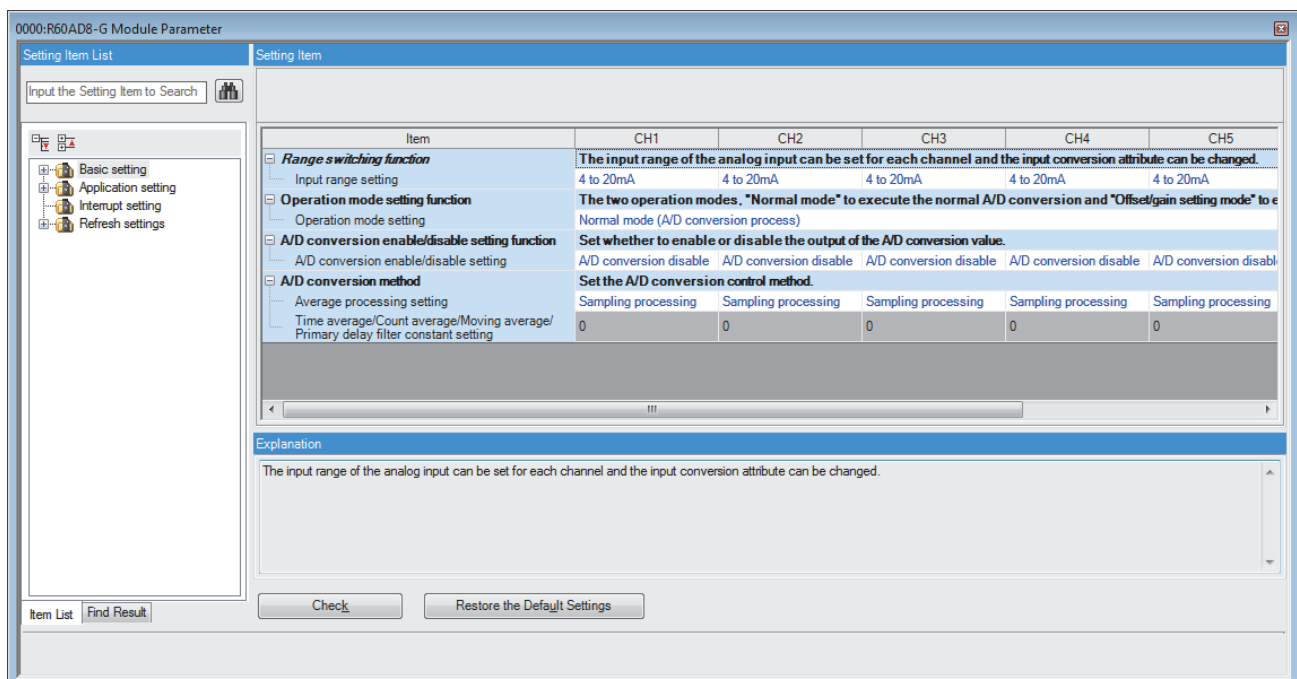 0000:R60AD8-G Module Parameter
Setting Item List
Input the Setting Item to Search
Basic setting
Application setting
Interrupt setting
Refresh settings
Item List Find Result
Setting Item
Item CH1 CH2 CH3 CH4 CH5
Range switching function The input range of the analog input can be set for each channel and the input conversion attribute can be changed.
Input range setting 4 to 20mA 4 to 20mA 4 to 20mA 4 to 20mA 4 to 20mA
Operation mode setting function The two operation modes, "Normal mode" to execute the normal A/D conversion and "Offset/gain setting mode" to e
Operation mode setting Normal mode (A/D conversion process)
A/D conversion enable/disable setting function Set whether to enable or disable the output of the A/D conversion value.
A/D conversion enable/disable setting A/D conversion disable A/D conversion disable A/D conversion disable A/D conversion disable A/D conversion disabl
A/D conversion method Set the A/D conversion control method.
Average processing setting Sampling processing Sampling processing Sampling processing Sampling processing Sampling processing
Time average/Count average/Moving average/
Primary delay filter constant setting 0 0 0 0 0
Explanation
The input range of the analog input can be set for each channel and the input conversion attribute can be changed.
Check Restore the Default Settings